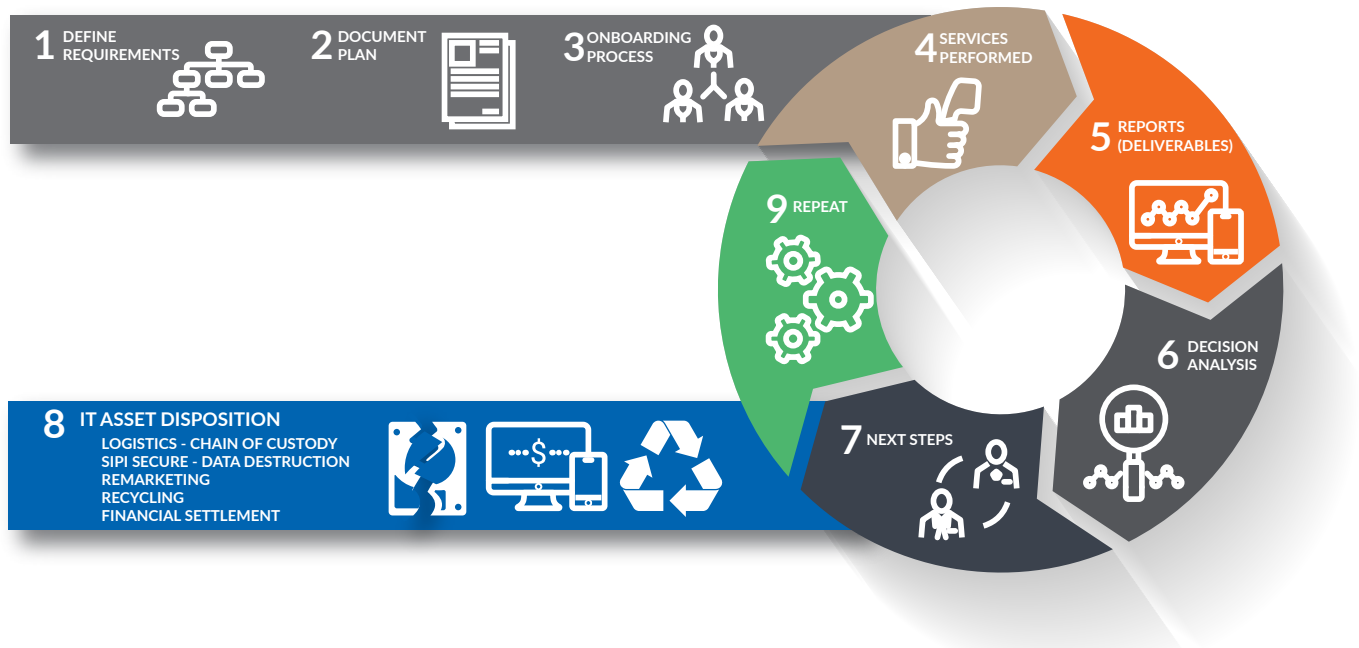 1 DEFINE
REQUIREMENTS
2 DOCUMENT
PLAN
3 ONBOARDING
PROCESS
4 SERVICES
PERFORMED
5 REPORTS
(DELIVERABLES)
6 DECISION
ANALYSIS
7 NEXT STEPS
8 IT ASSET DISPOSITION
LOGISTICS - CHAIN OF CUSTODY
SIPI SECURE - DATA DESTRUCTION
REMARKETING
RECYCLING
FINANCIAL SETTLEMENT
$
9 REPEAT